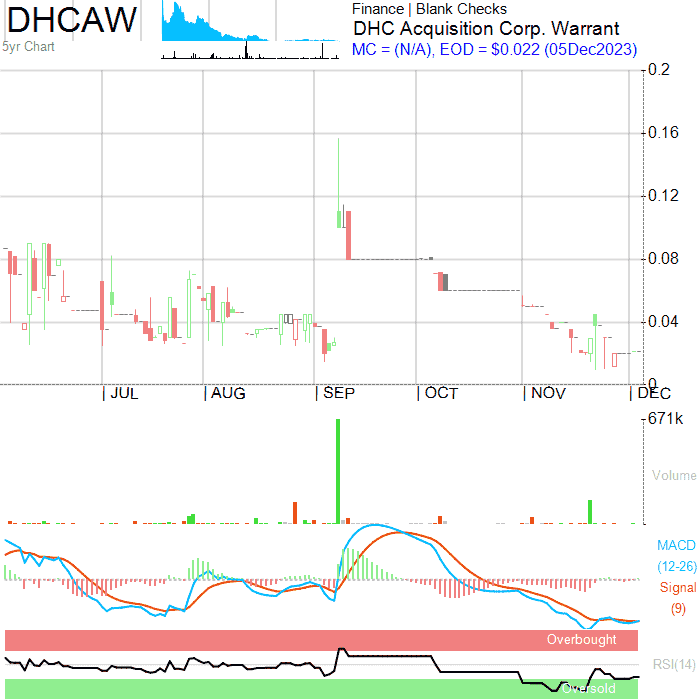 DHCAW
5yr Chart
Finance | Blank Checks
DHC Acquisition Corp. Warrant
MC = (N/A), EOD = $0.022 (05Dec2023)
0.2
0.16
0.12
0.08
0.04
0
| JUL | AUG | SEP | OCT | NOV | DEC
671k
Volume
MACD
(12-26)
Signal
(9)
Overbought
RSI(14)
Oversold